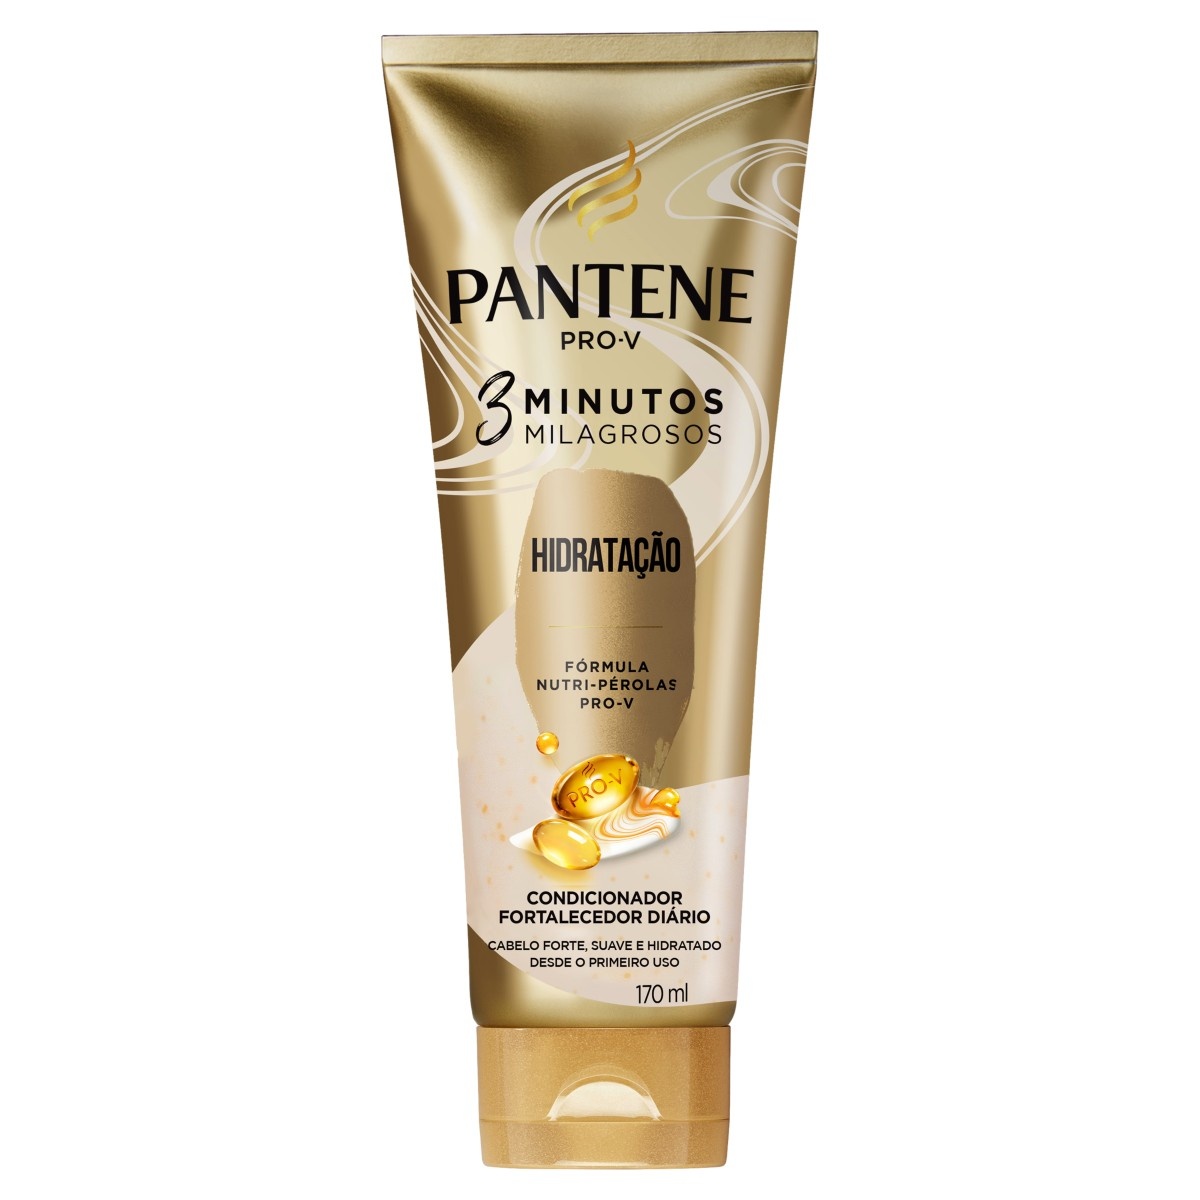 PANTENE
PRO-V
3 MINUTOS
MILAGROSOS
HIDRATAÇÃO
FÓRMULA
NUTRI-PÉROLAS
PRO-V
PRO-V
CONDICIONADOR
FORTALECEDOR DIÁRIO
CABELO FORTE, SUAVE E HIDRATADO
DESDE O PRIMEIRO USO
170 ml